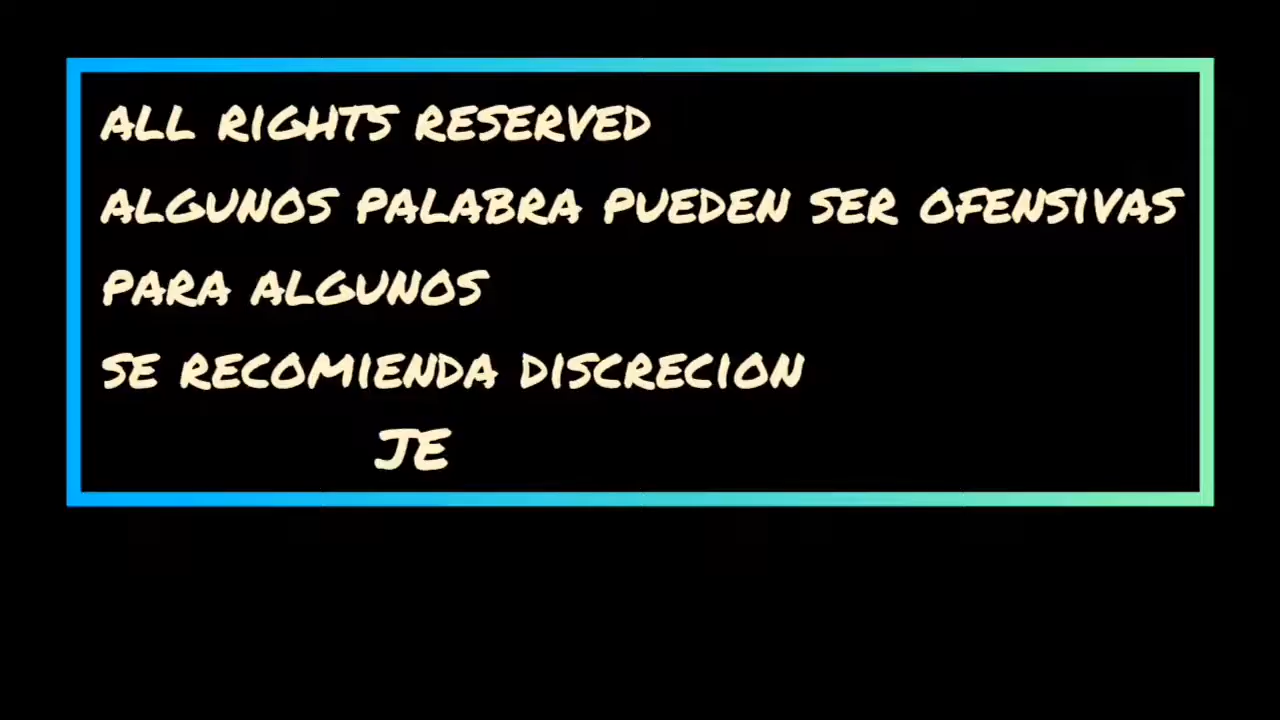 ALL RIGHTS RESERVED
ALGUNOS PALABRA PUEDEN SER OFENSIVAS
PARA ALGUNOS
SE RECOMIENDA DISCRECION
JE